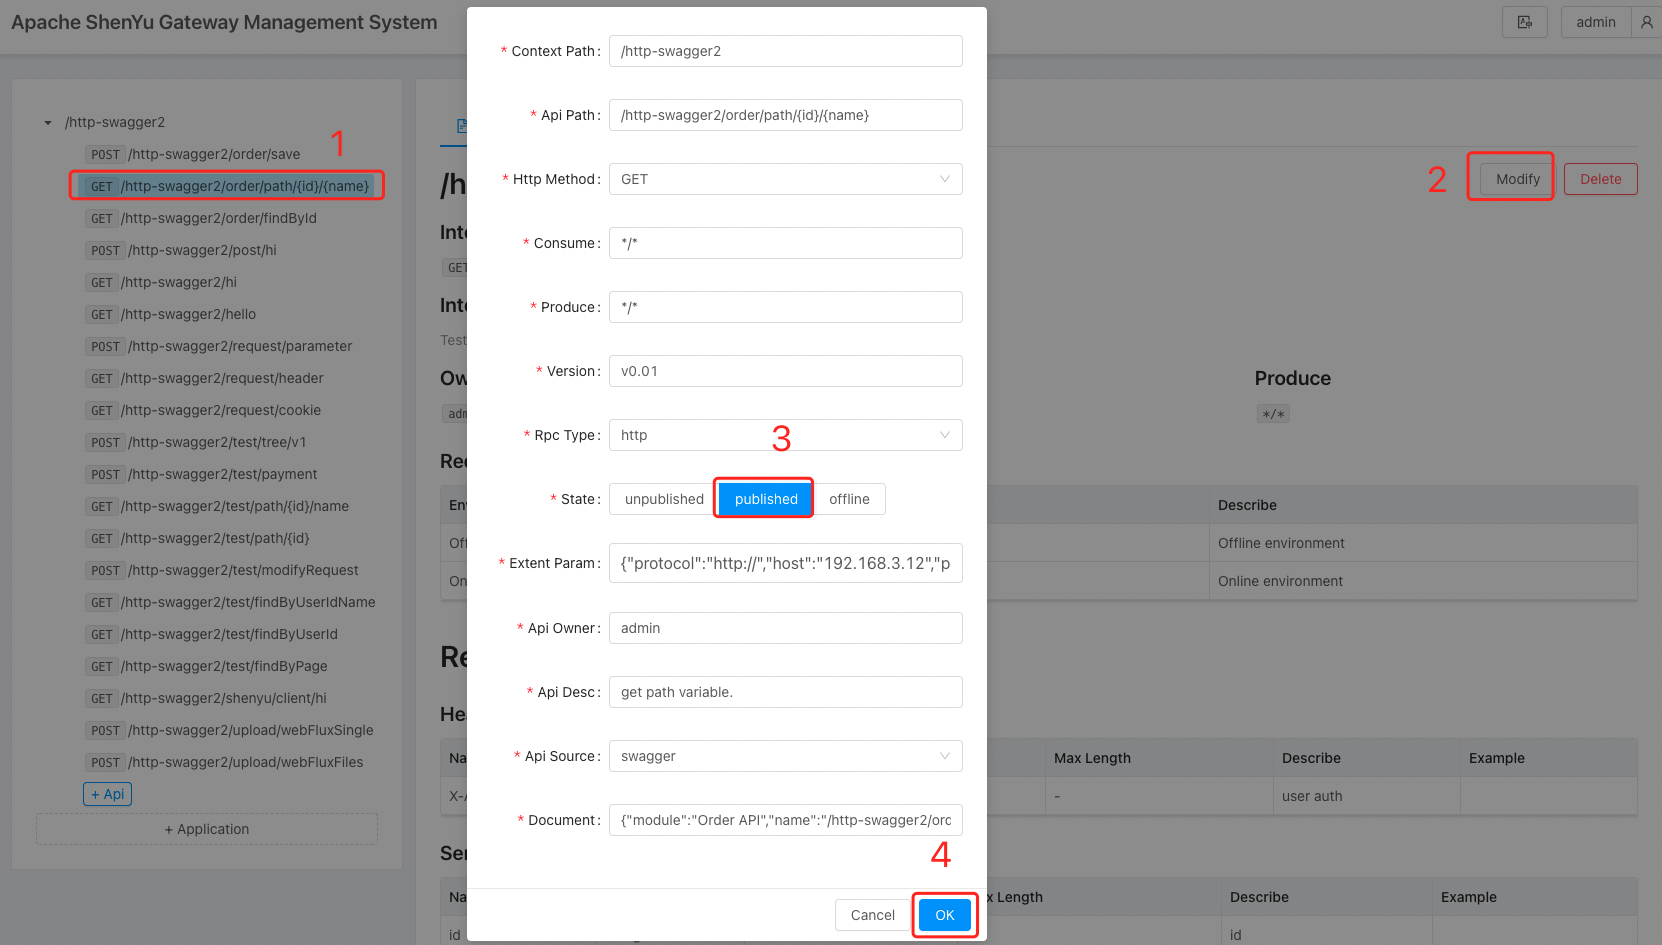 Apache ShenYu Gateway Management System
admin
/http-swagger2
1
POST /http-swagger2/order/save
GET /http-swagger2/order/path/{id}/{name}
GET /http-swagger2/order/findById
POST /http-swagger2/post/hi
GET /http-swagger2/hi
GET /http-swagger2/hello
POST /http-swagger2/request/parameter
GET /http-swagger2/request/header
GET /http-swagger2/request/cookie
POST /http-swagger2/test/tree/v1
POST /http-swagger2/test/payment
GET /http-swagger2/test/path/{id}/name
GET /http-swagger2/test/path/{id}
POST /http-swagger2/test/modifyRequest
GET /http-swagger2/test/findByUserIdName
GET /http-swagger2/test/findByUserId
GET /http-swagger2/test/findByPage
GET /http-swagger2/shenyu/client/hi
POST /http-swagger2/upload/webFluxSingle
POST /http-swagger2/upload/webFluxFiles
+ Api
+ Application
* Context Path: /http-swagger2
* Api Path: /http-swagger2/order/path/{id}/{name}
* Http Method: GET
* Consume: */*
* Produce: */*
* Version: v0.01
* Rpc Type: http
3
* State: unpublished published offline
* Extent Param: {"protocol":"http://","host":"192.168.3.12","p
* Api Owner: admin
* Api Desc: get path variable.
* Api Source: swagger
* Document: {"module":"Order API","name":"/http-swagger2/orc
4
Cancel OK
2 Modify Delete
/h
Inte
GET
Inte
Test
Ow
Produce
adm
*/*
Rec
En
Describe
Off
Offline environment
On
Online environment
Re
Hea
Na
Max Length
Describe
Example
X-A
-
user auth
Ser
Na
x Length
Describe
Example
id
id